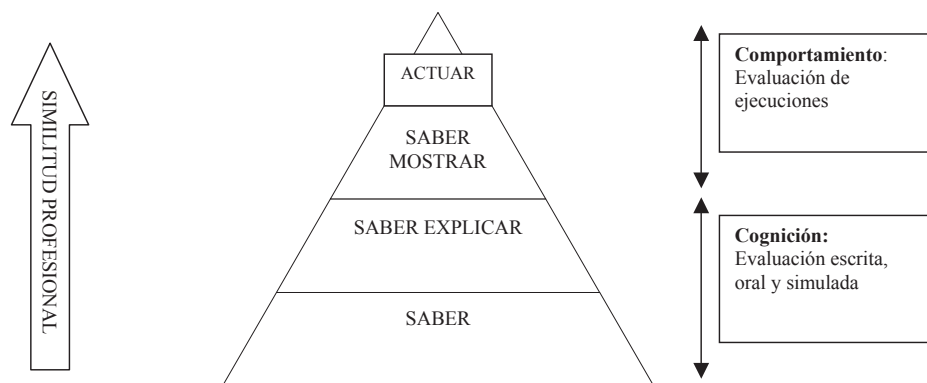 SIMILITUD PROFESIONAL
ACTUAR
SABER
MOSTRAR
SABER EXPLICAR
SABER
Comportamiento:
Evaluación de
ejecuciones
Cognición:
Evaluación escrita,
oral y simulada